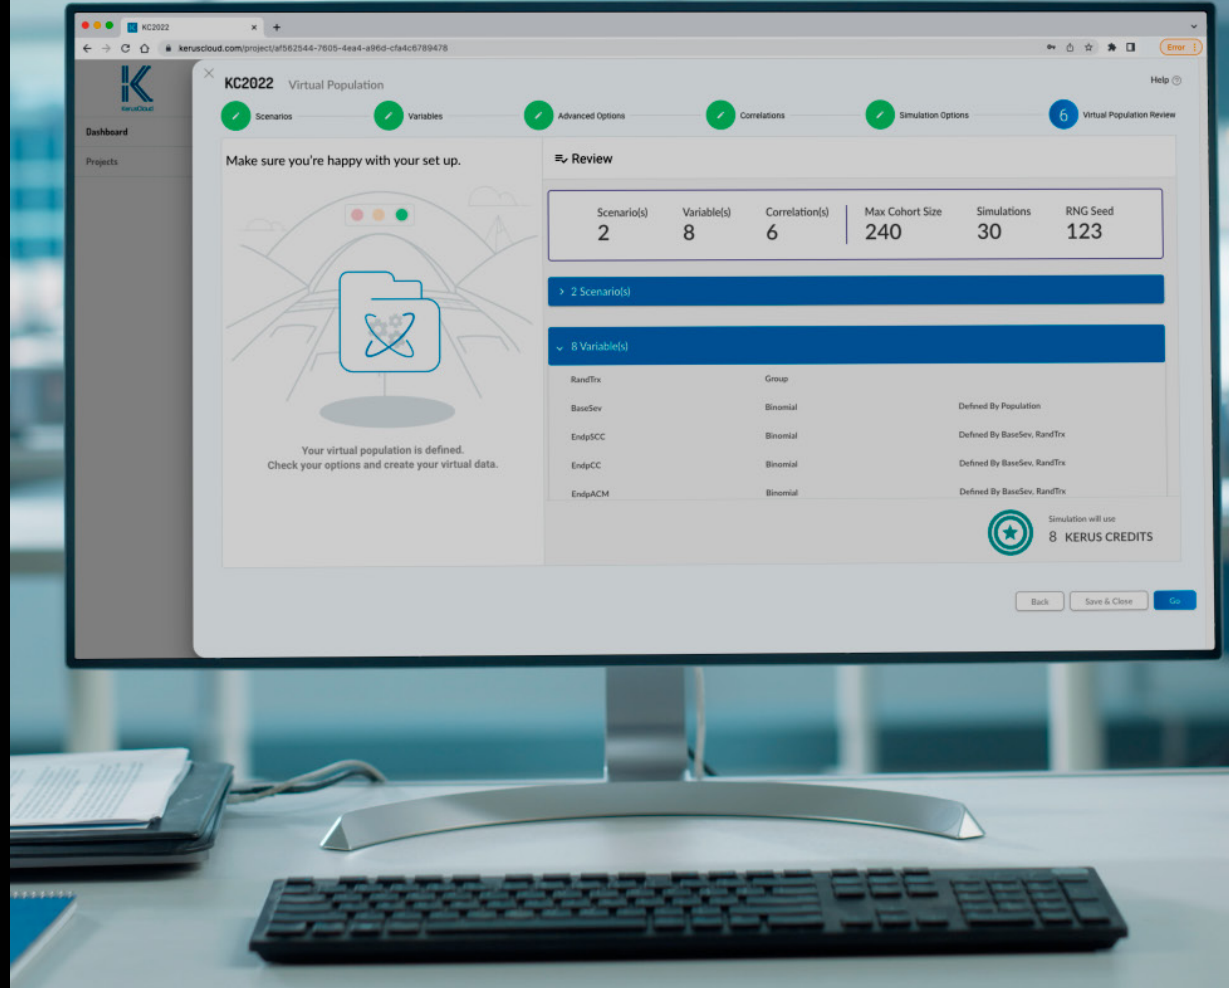 KC2022
keruscloud.com/project/af562544-7605-4ea4-a96d-cfa4c6789478
Error
K
KerusCloud
Dashboard
Projects
KC2022 Virtual Population
Help
Scenarios
Variables
Advanced Options
Correlations
Simulation Options
6 Virtual Population Review
Make sure you're happy with your set up.
Your virtual population is defined.
Check your options and create your virtual data.
Review
Scenario(s) Variable(s) Correlation(s) Max Cohort Size Simulations RNG Seed
2 8 6 240 30 123
2 Scenario(s)
8 Variable(s)
RandTrx Group
BaseSev Binomial Defined By Population
EndpSCC Binomial Defined By BaseSev, RandTrx
EndpCC Binomial Defined By BaseSev, RandTrx
EndpACM Binomial Defined By BaseSev, RandTrx
Simulation will use
8 KERUS CREDITS
Back Save & Close Go